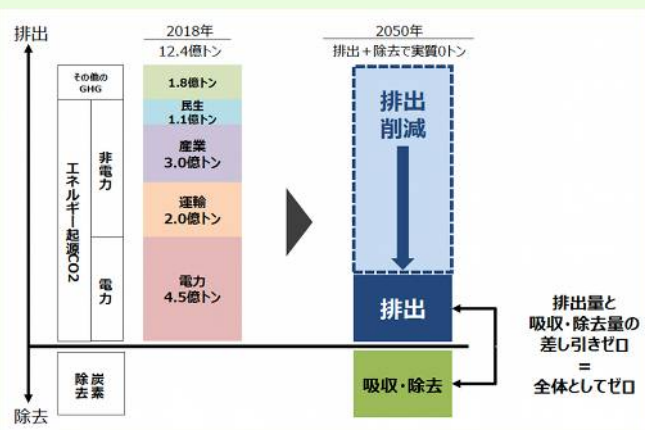 排出
2018年
12.4億トン
2050年
排出+除去で実質0トン
その他の
GHG
1.8億トン
民生
1.1億トン
産業
3.0億トン
運輸
2.0億トン
電力
4.5億トン
エネルギー起源CO2
非電力
電力
排出
削減
排出
吸収・除去
排出量と
吸収・除去量の
差し引きゼロ
=
全体としてゼロ
炭素
除去
除去